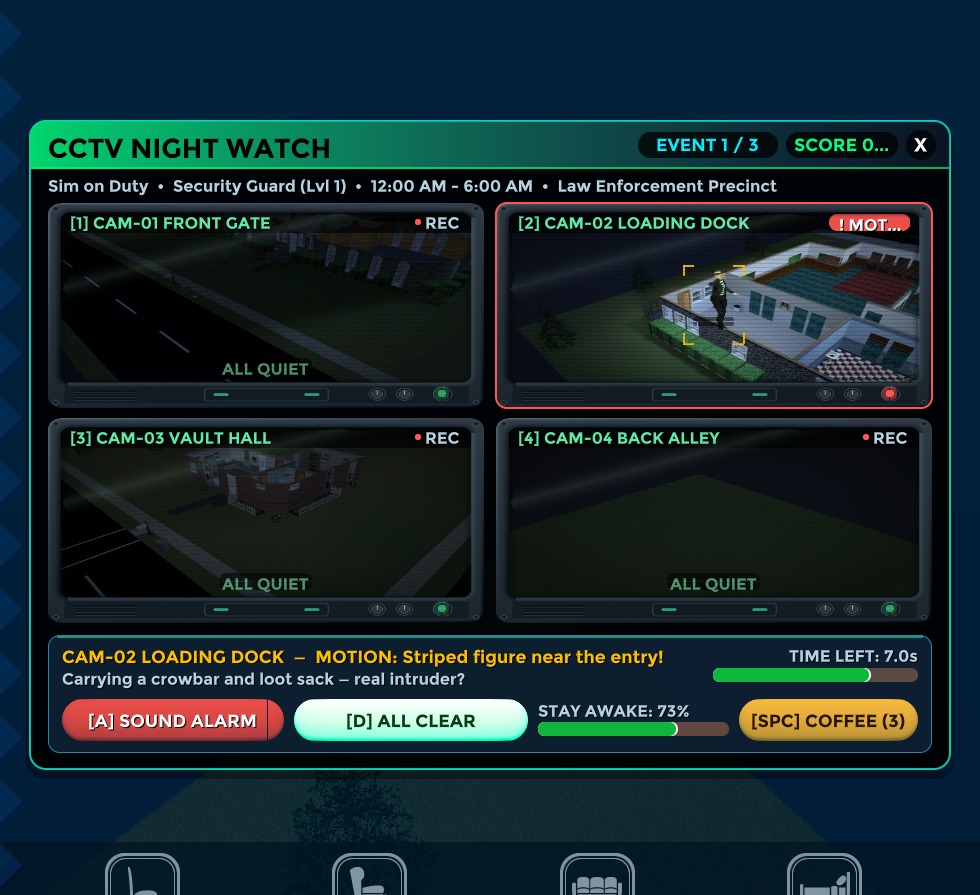 CCTV NIGHT WATCH
EVENT 1 / 3
SCORE 0...
X
Sim on Duty • Security Guard (Lvl 1) • 12:00 AM - 6:00 AM • Law Enforcement Precinct
[1] CAM-01 FRONT GATE
REC
ALL QUIET
[2] CAM-02 LOADING DOCK
! MOT...
[3] CAM-03 VAULT HALL
REC
ALL QUIET
[4] CAM-04 BACK ALLEY
REC
ALL QUIET
CAM-02 LOADING DOCK – MOTION: Striped figure near the entry!
Carrying a crowbar and loot sack – real intruder?
TIME LEFT: 7.0s
[A] SOUND ALARM
[D] ALL CLEAR
STAY AWAKE: 73%
[SPC] COFFEE (3)